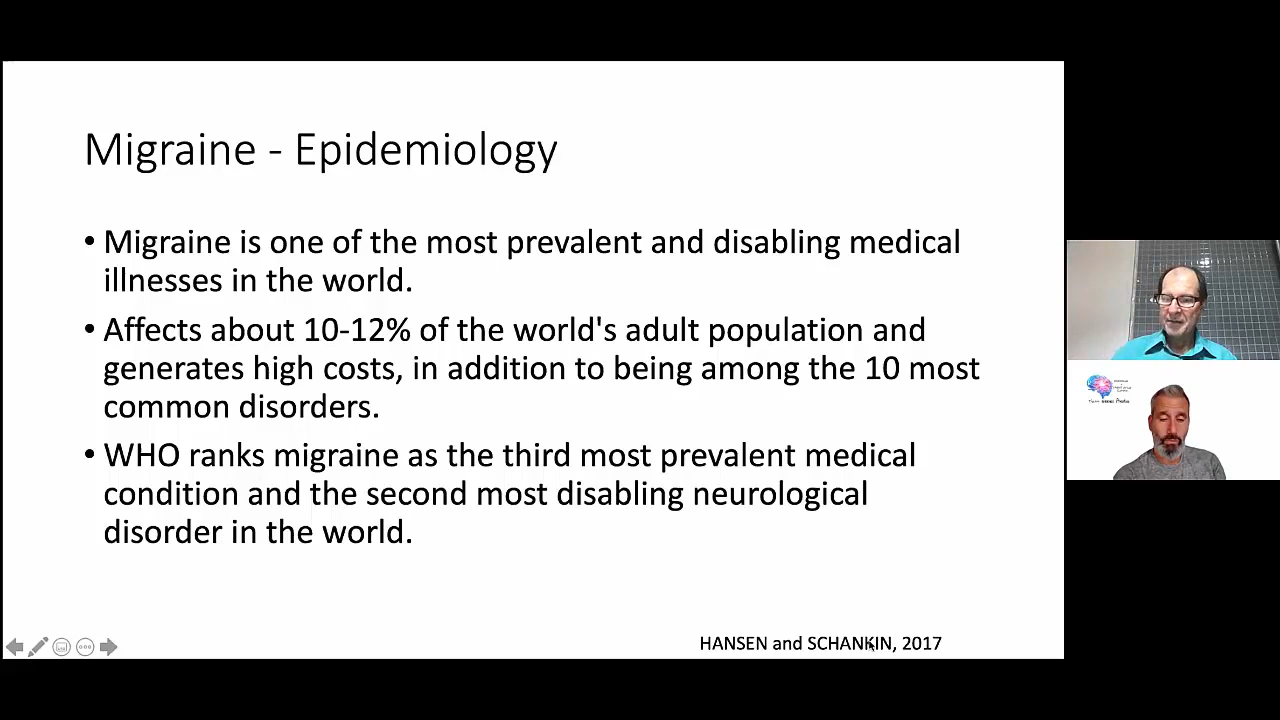 Migraine - Epidemiology
• Migraine is one of the most prevalent and disabling medical
illnesses in the world.
• Affects about 10-12% of the world's adult population and
generates high costs, in addition to being among the 10 most
common disorders.
• WHO ranks migraine as the third most prevalent medical
condition and the second most disabling neurological
disorder in the world.
HANSEN and SCHANKIN, 2017